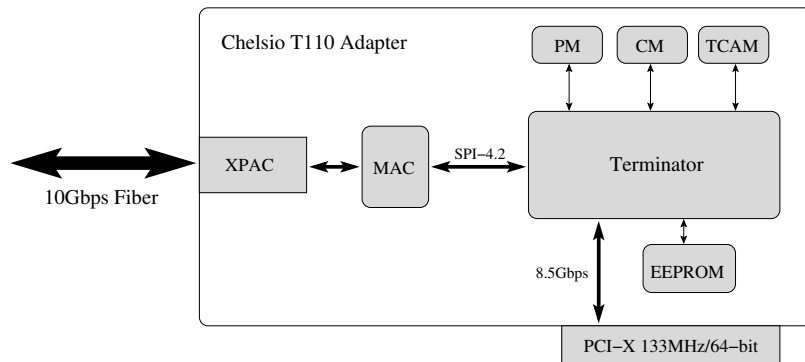 Chelsio T110 Adapter
PM
CM
TCAM
XPAC
MAC
SPI−4.2
Terminator
10Gbps Fiber
8.5Gbps
EEPROM
PCI−X 133MHz/64−bit